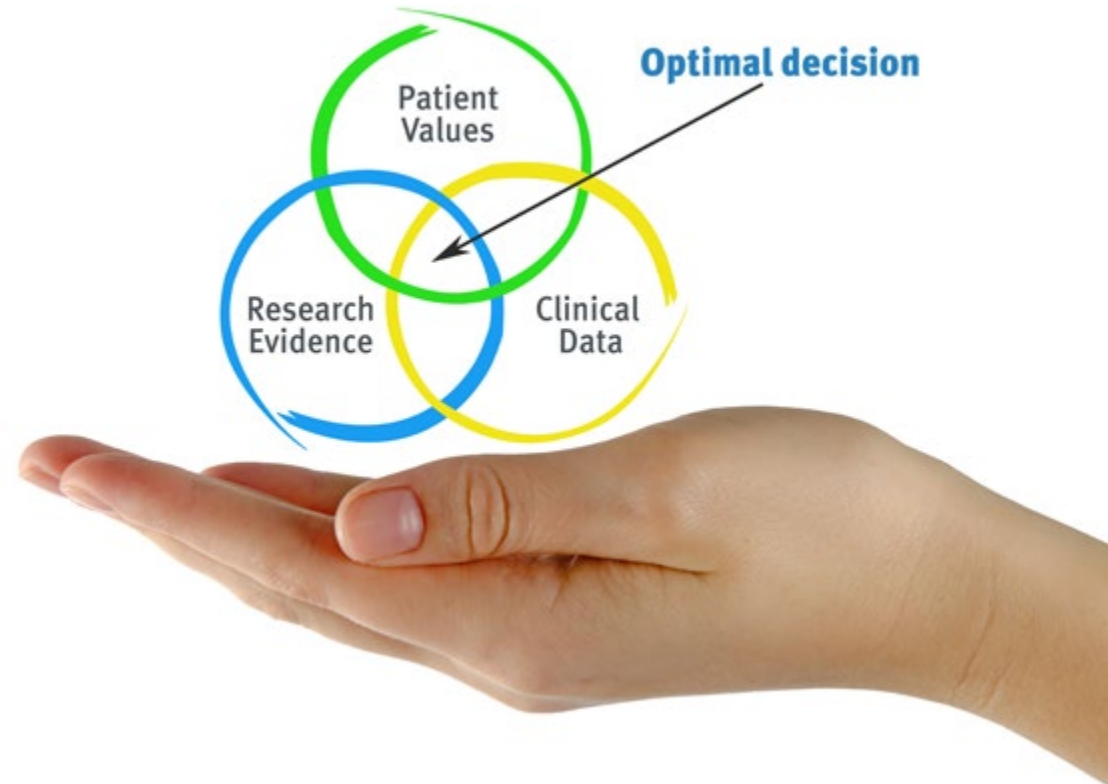 Optimal decision
Patient
Values
Research
Evidence
Clinical
Data